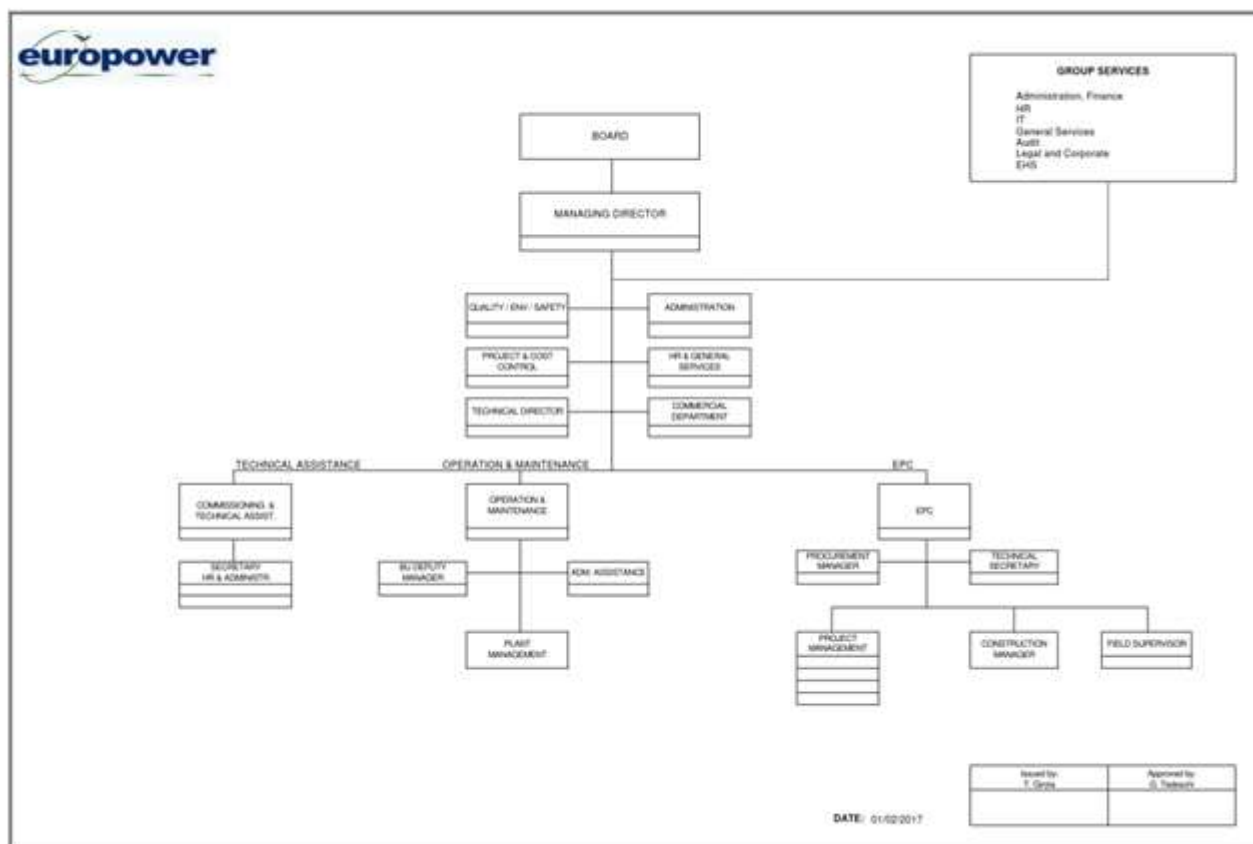 europower
GROUP SERVICES
Administration, Finance
HR
IT
General Services
Audit
Legal and Corporate
EHS
BOARD
MANAGING DIRECTOR
QUALITY / ENV / SAFETY
ADMINISTRATION
PROJECT & COST
CONTROL
HR & GENERAL
SERVICES
TECHNICAL DIRECTOR
COMMERCIAL
DEPARTMENT
TECHNICAL ASSISTANCE
OPERATION & MAINTENANCE
EPC
COMMISSIONING &
TECHNICAL ASSIST.
OPERATION &
MAINTENANCE
EPC
SECRETARY
HR & ADMINISTR.
BU DEPUTY
MANAGER
ADM. ASSISTANCE
PROCUREMENT
MANAGER
TECHNICAL
SECRETARY
PLANT
MANAGEMENT
PROJECT
MANAGEMENT
CONSTRUCTION
MANAGER
FIELD SUPERVISOR
Issued by:
T.
Approved by:
G. Tedeschi
DATE: 01/02/2017